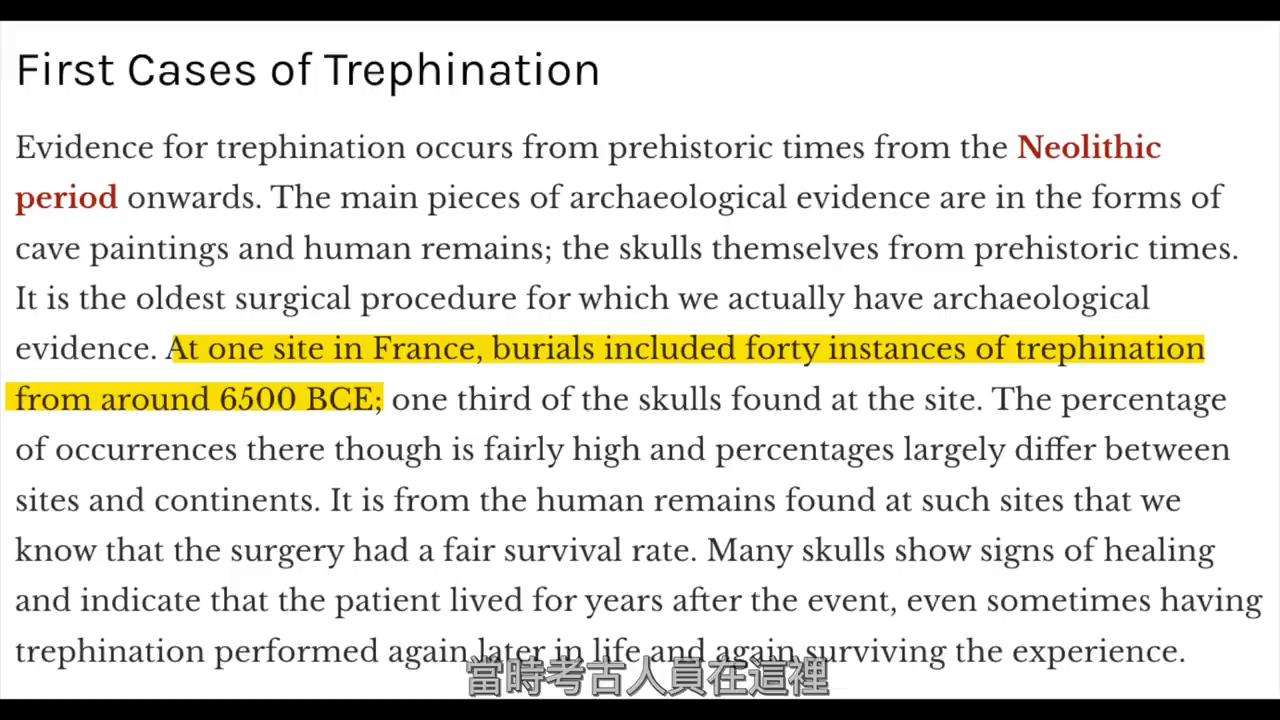 First Cases of Trephination
Evidence for trephination occurs from prehistoric times from the Neolithic
period onwards. The main pieces of archaeological evidence are in the forms of
cave paintings and human remains; the skulls themselves from prehistoric times.
It is the oldest surgical procedure for which we actually have archaeological
evidence. At one site in France, burials included forty instances of trephination
from around 6500 BCE; one third of the skulls found at the site. The percentage
of occurrences there though is fairly high and percentages largely differ between
sites and continents. It is from the human remains found at such sites that we
know that the surgery had a fair survival rate. Many skulls show signs of healing
and indicate that the patient lived for years after the event, even sometimes having
trephination performed again later in life and again surviving the experience.
當時考古人員在這裡